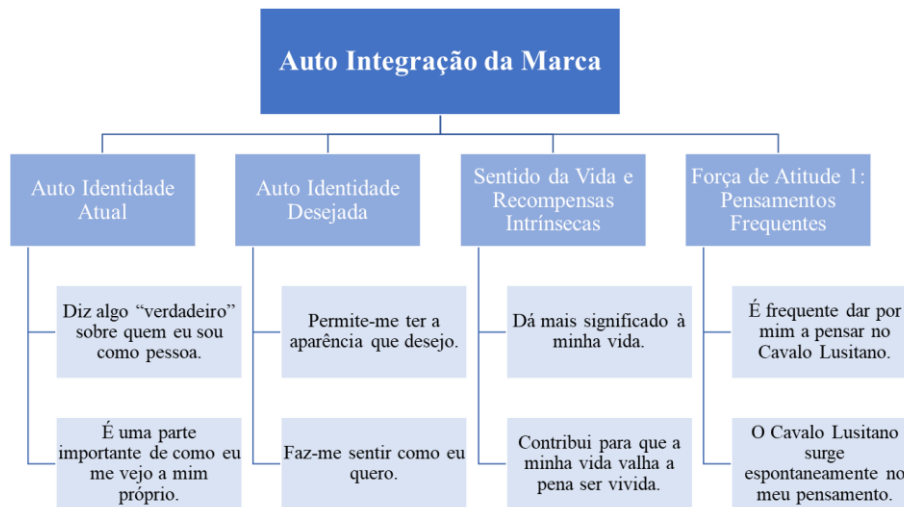 Auto Integração da Marca
Auto Identidade
Atual
Auto Identidade
Desejada
Sentido da Vida e
Recompensas
Intrínsecas
Força de Atitude 1:
Pensamentos
Frequentes
Diz algo “verdadeiro”
sobre quem eu sou
como pessoa.
Permite-me ter a
aparência que desejo.
Dá mais significado à
minha vida.
É frequente dar por
mim a pensar no
Cavalo Lusitano.
É uma parte
importante de como eu
me vejo a mim
próprio.
Faz-me sentir como eu
quero.
Contribui para que a
minha vida valha a
pena ser vivida.
O Cavalo Lusitano
surge
espontaneamente no
meu pensamento.